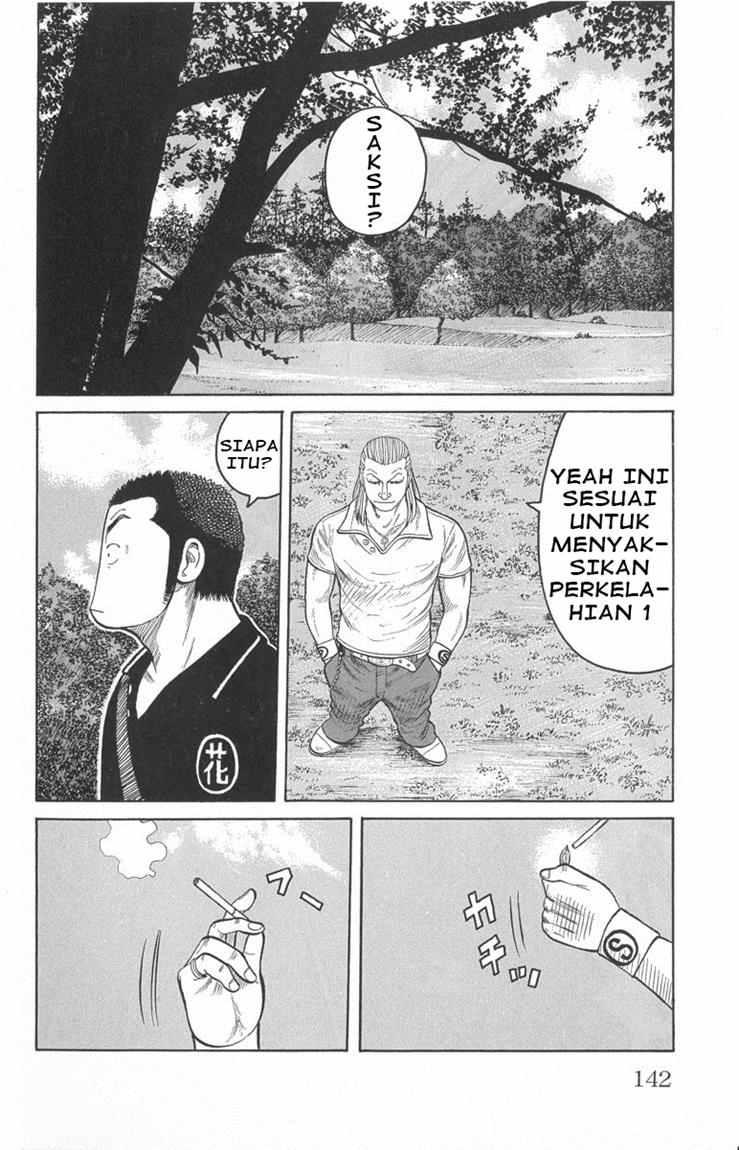 SAKSI?
YEAH INI
SESUAI
UNTUK
MENYAK-
SIKAN
PERKELA-
HIAN 1
SIAPA
ITU?
花
カチッ
S
フー
142